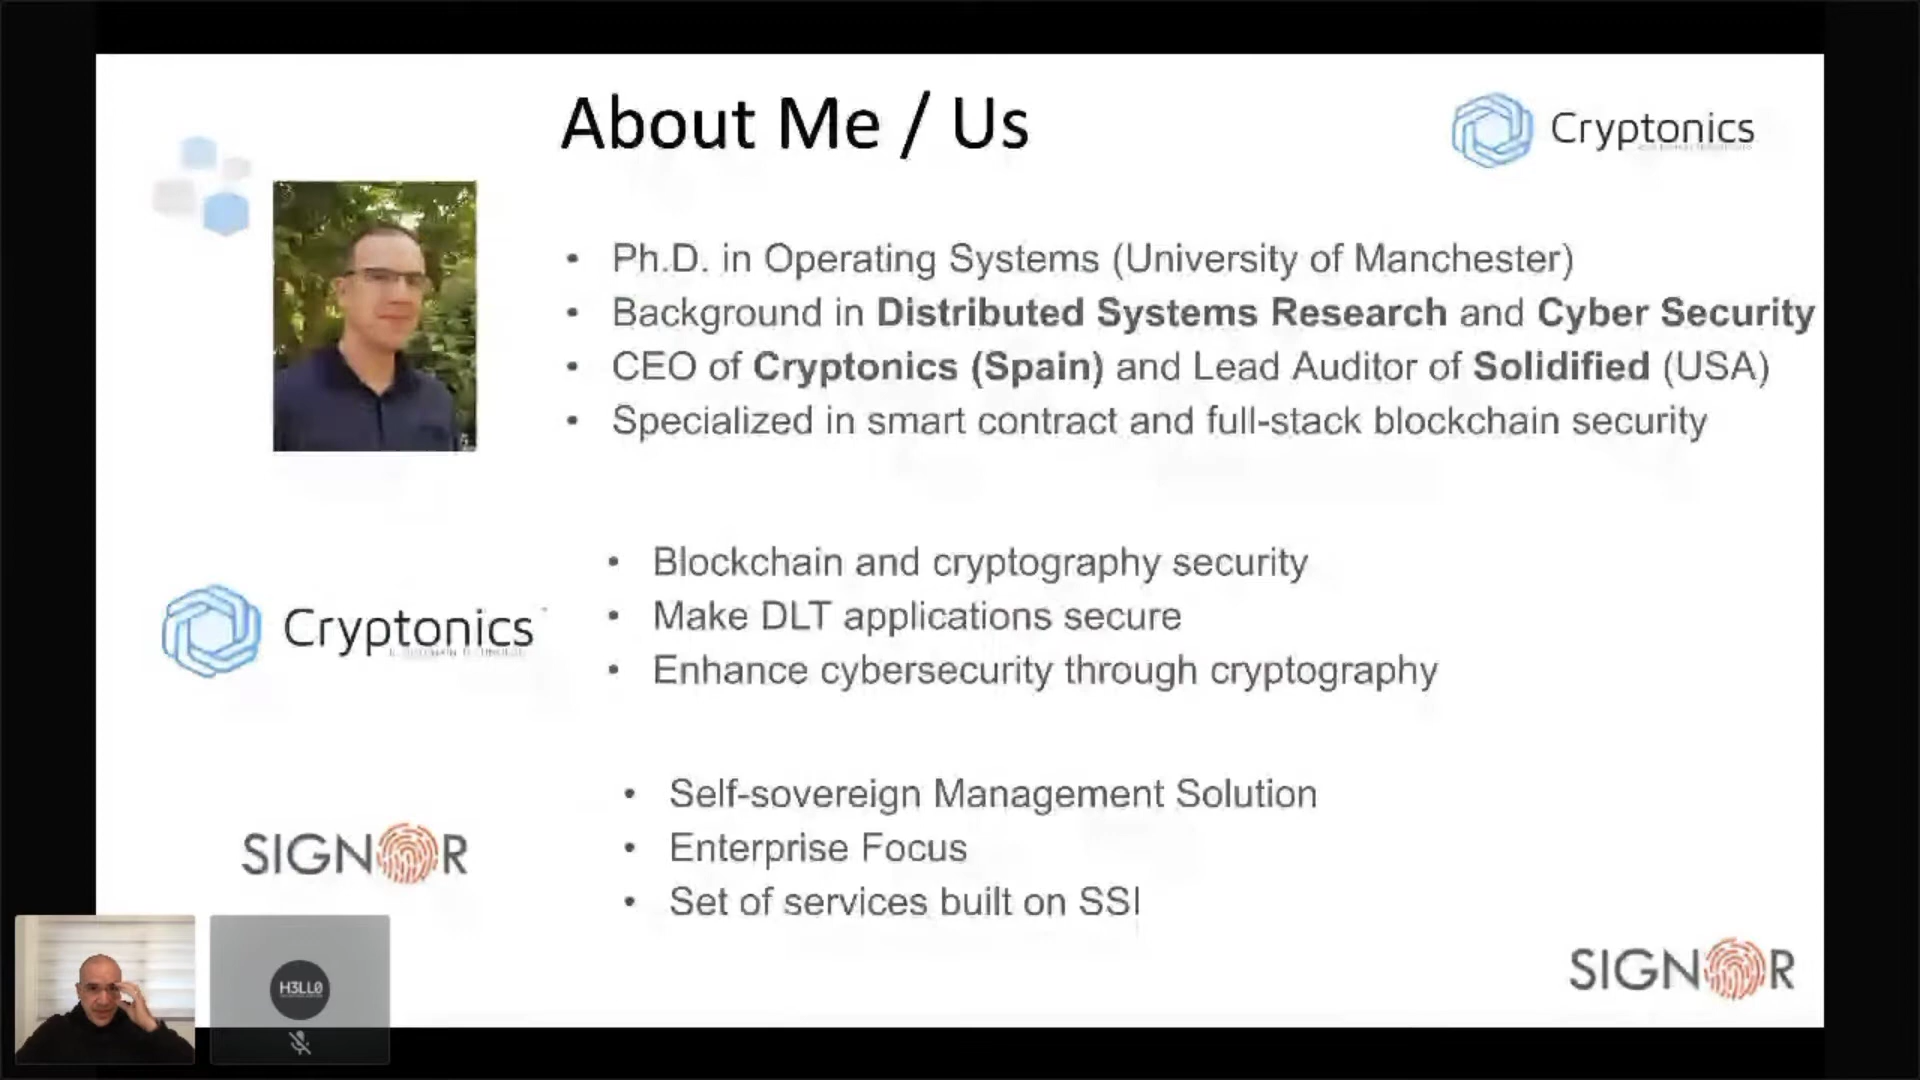 About Me / Us
Cryptonics
• Ph.D. in Operating Systems (University of Manchester)
• Background in Distributed Systems Research and Cyber Security
• CEO of Cryptonics (Spain) and Lead Auditor of Solidified (USA)
• Specialized in smart contract and full-stack blockchain security
Cryptonics
• Blockchain and cryptography security
• Make DLT applications secure
• Enhance cybersecurity through cryptography
SIGNOR
• Self-sovereign Management Solution
• Enterprise Focus
• Set of services built on SSI
H3LL0
SIGNOR